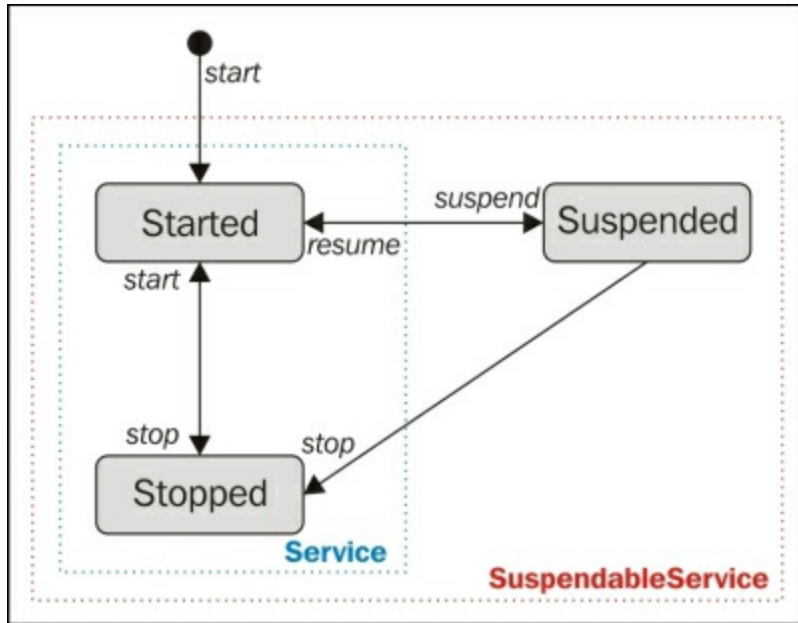 start
Started
suspend
Suspended
resume
start
stop
stop
Stopped
Service
SuspendableService